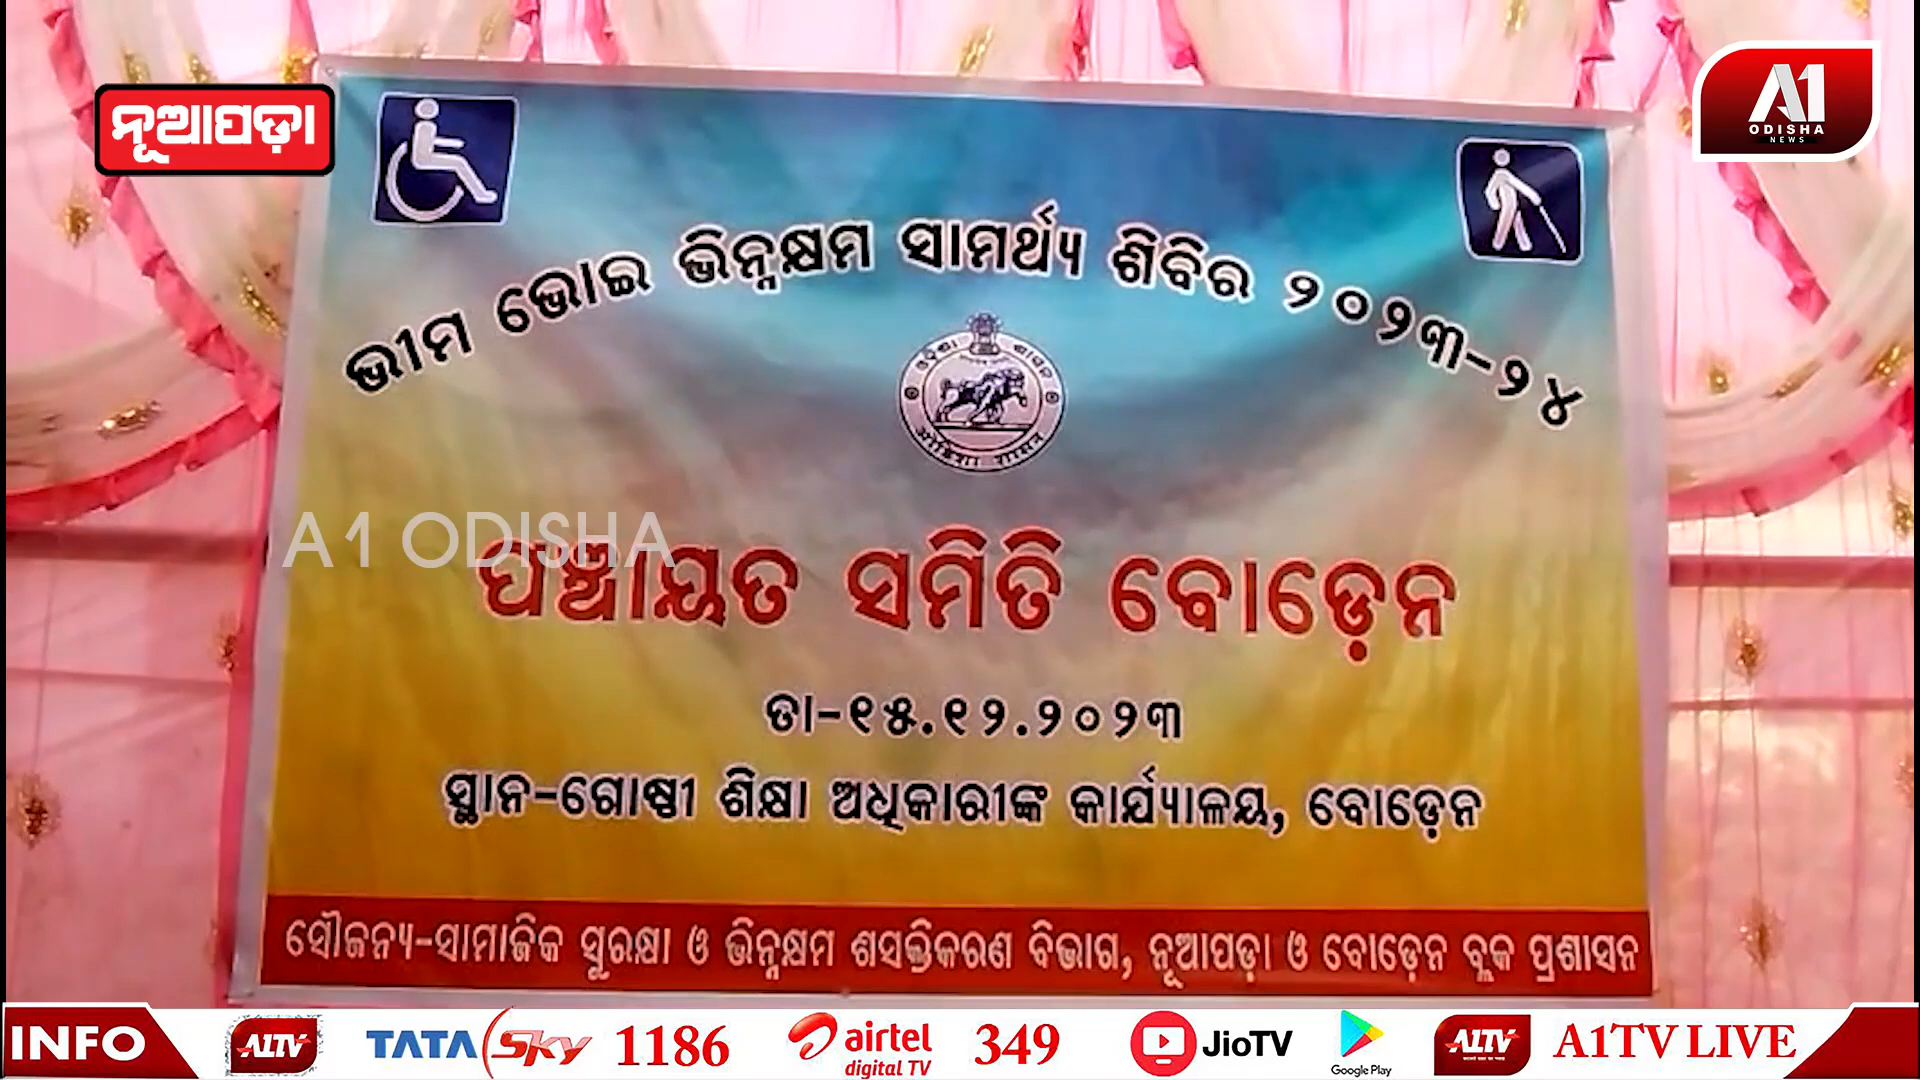 ନୂଆପଡ଼ା
A1
ODISHA
NEWS
ଭୀମ ଭୋଇ ଭିନ୍ନକ୍ଷମ ସାମର୍ଥ୍ୟ ଶିବିର ୨୦୨୩-୨୪
A1 ODISHA
ପଞ୍ଚାୟତ ସମିତି ବୋଡ଼େନ
ତା-୧୫.୧୨.୨୦୨୩
ସ୍ଥାନ-ଗୋଷ୍ଠୀ ଶିକ୍ଷା ଅଧିକାରୀଙ୍କ କାର୍ଯ୍ୟାଳୟ, ବୋଡ଼େନ
ସୌଜନ୍ୟ-ସାମାଜିକ ସୁରକ୍ଷା ଓ ଭିନ୍ନକ୍ଷମ ଶସକ୍ତିକରଣ ବିଭାଗ, ନୂଆପଡ଼ା ଓ ବୋଡ଼େନ ବ୍ଲକ ପ୍ରଶାସନ
INFO A1TV TATA Sky 1186 airtel digital TV 349 JioTV Google Play A1TV A1TV LIVE